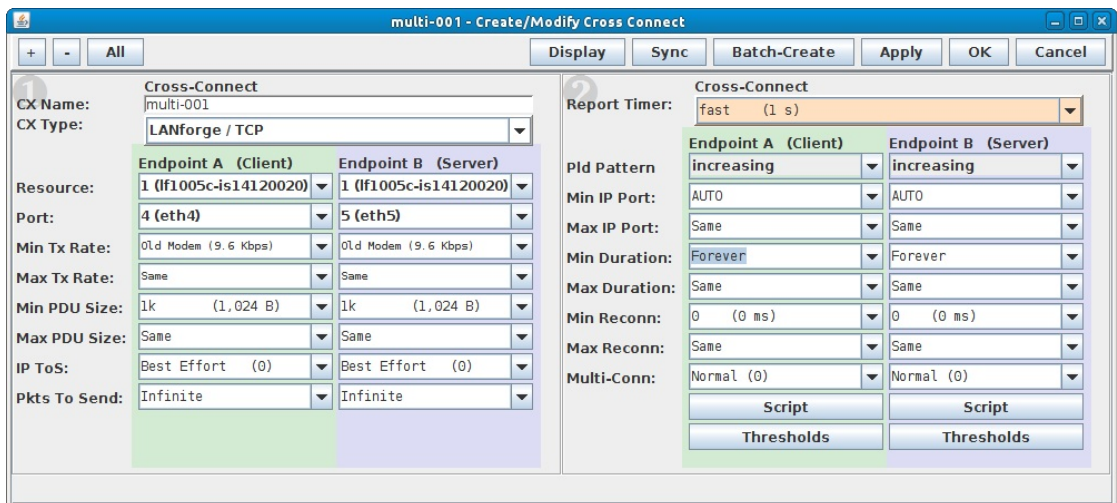 multi-001 - Create/Modify Cross Connect
+ - All Display Sync Batch-Create Apply OK Cancel
1
Cross-Connect
CX Name: multi-001
CX Type: LANforge / TCP
Endpoint A (Client) Endpoint B (Server)
Resource: 1 (lf1005c-is14120020) 1 (lf1005c-is14120020)
Port: 4 (eth4) 5 (eth5)
Min Tx Rate: Old Modem (9.6 Kbps) Old Modem (9.6 Kbps)
Max Tx Rate: Same Same
Min PDU Size: 1k (1,024 B) 1k (1,024 B)
Max PDU Size: Same Same
IP ToS: Best Effort (0) Best Effort (0)
Pkts To Send: Infinite Infinite
2
Cross-Connect
Report Timer: fast (1 s)
Endpoint A (Client) Endpoint B (Server)
Pld Pattern increasing increasing
Min IP Port: AUTO AUTO
Max IP Port: Same Same
Min Duration: Forever Forever
Max Duration: Same Same
Min Reconn: 0 (0 ms) 0 (0 ms)
Max Reconn: Same Same
Multi-Conn: Normal (0) Normal (0)
Script Script
Thresholds Thresholds